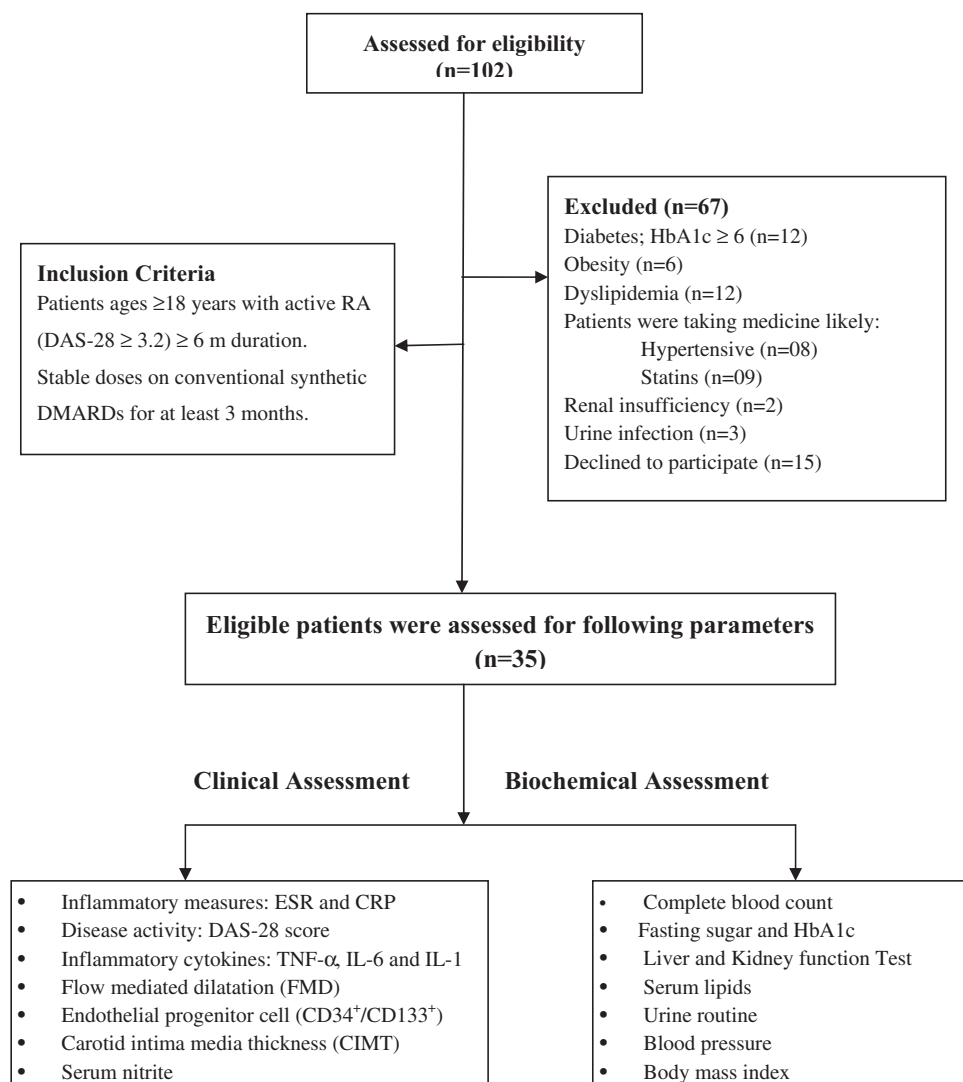 Assessed for eligibility
(n=102)
Excluded (n=67)
Diabetes; HbA1c ≥ 6 (n=12)
Obesity (n=6)
Dyslipidemia (n=12)
Patients were taking medicine likely:
Hypertensive (n=08)
Statins (n=09)
Renal insufficiency (n=2)
Urine infection (n=3)
Declined to participate (n=15)
Inclusion Criteria
Patients ages ≥18 years with active RA
(DAS-28 ≥ 3.2) ≥ 6 m duration.
Stable doses on conventional synthetic
DMARDs for at least 3 months.
Eligible patients were assessed for following parameters
(n=35)
Clinical Assessment
Biochemical Assessment
• Inflammatory measures: ESR and CRP
• Disease activity: DAS-28 score
• Inflammatory cytokines: TNF-α, IL-6 and IL-1
• Flow mediated dilatation (FMD)
• Endothelial progenitor cell (CD34⁺/CD133⁺)
• Carotid intima media thickness (CIMT)
• Serum nitrite
• Complete blood count
• Fasting sugar and HbA1c
• Liver and Kidney function Test
• Serum lipids
• Urine routine
• Blood pressure
• Body mass index